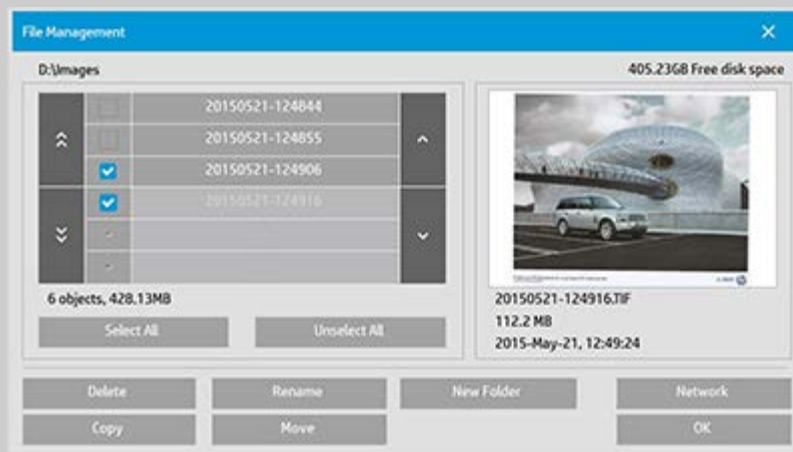 File Management
D:\Images
405.23GB Free disk space
20150521-124844
20150521-124855
20150521-124906
20150521-124916
6 objects, 428.13MB
Select All
Unselect All
20150521-124916.TIF
112.2 MB
2015-May-21, 12:49:24
Delete
Rename
New Folder
Network
Copy
Move
OK